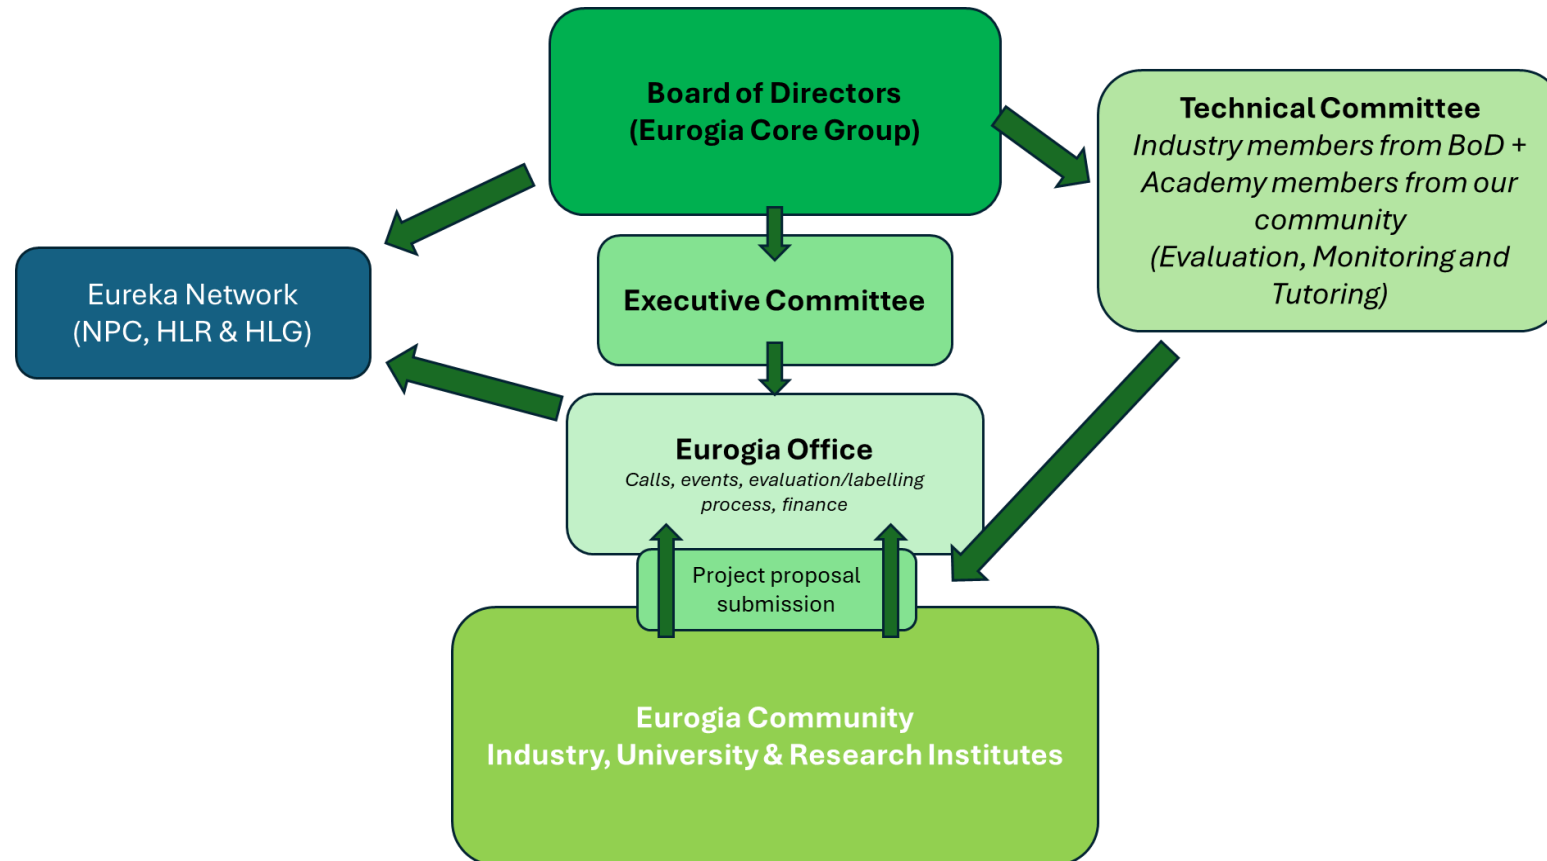 Board of Directors
(Eurogia Core Group)
Technical Committee
Industry members from BoD +
Academy members from our
community
(Evaluation, Monitoring and
Tutoring)
Eureka Network
(NPC, HLR & HLG)
Executive Committee
Eurogia Office
Calls, events, evaluation/labelling
process, finance
Project proposal
submission
Eurogia Community
Industry, University & Research Institutes